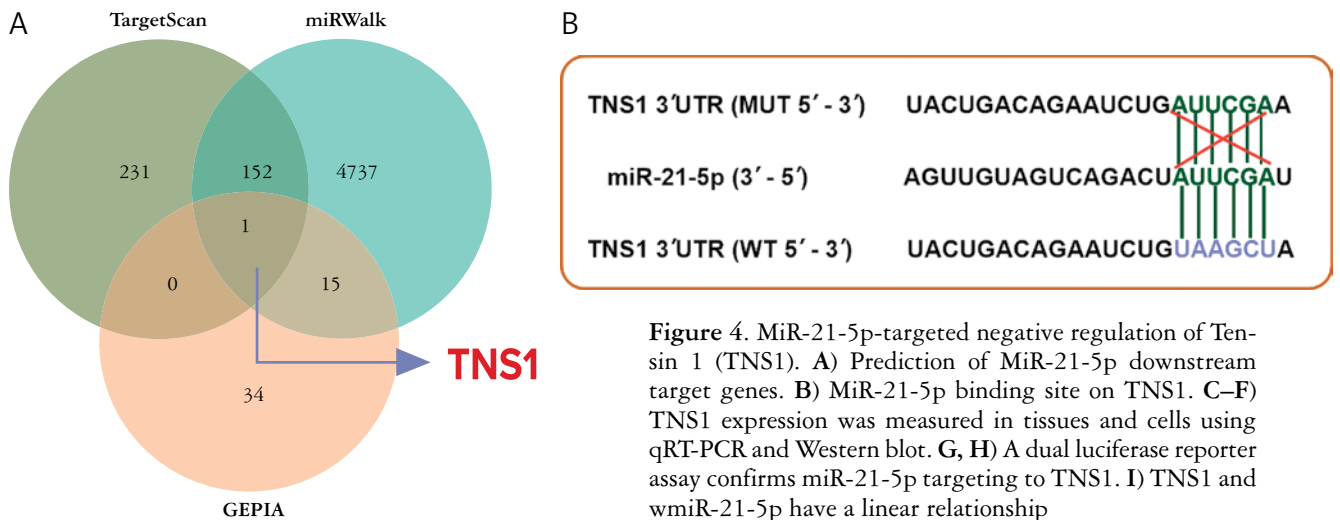 A
TargetScan
miRWalk
231
152
4737
1
0
15
TNS1
34
GEPIA
B
TNS1 3′UTR (MUT 5′ - 3′) UACUGACAGAAUCUGAUUCGAA
miR-21-5p (3′ - 5′) AGUUGUAGUCAGACUAUUCGAU
TNS1 3′UTR (WT 5′ - 3′) UACUGACAGAAUCUGUAAGCUA
Figure 4. MiR-21-5p-targeted negative regulation of Ten-
sin 1 (TNS1). A) Prediction of MiR-21-5p downstream
target genes. B) MiR-21-5p binding site on TNS1. C–F)
TNS1 expression was measured in tissues and cells using
qRT-PCR and Western blot. G, H) A dual luciferase reporter
assay confirms miR-21-5p targeting to TNS1. I) TNS1 and
wmiR-21-5p have a linear relationship